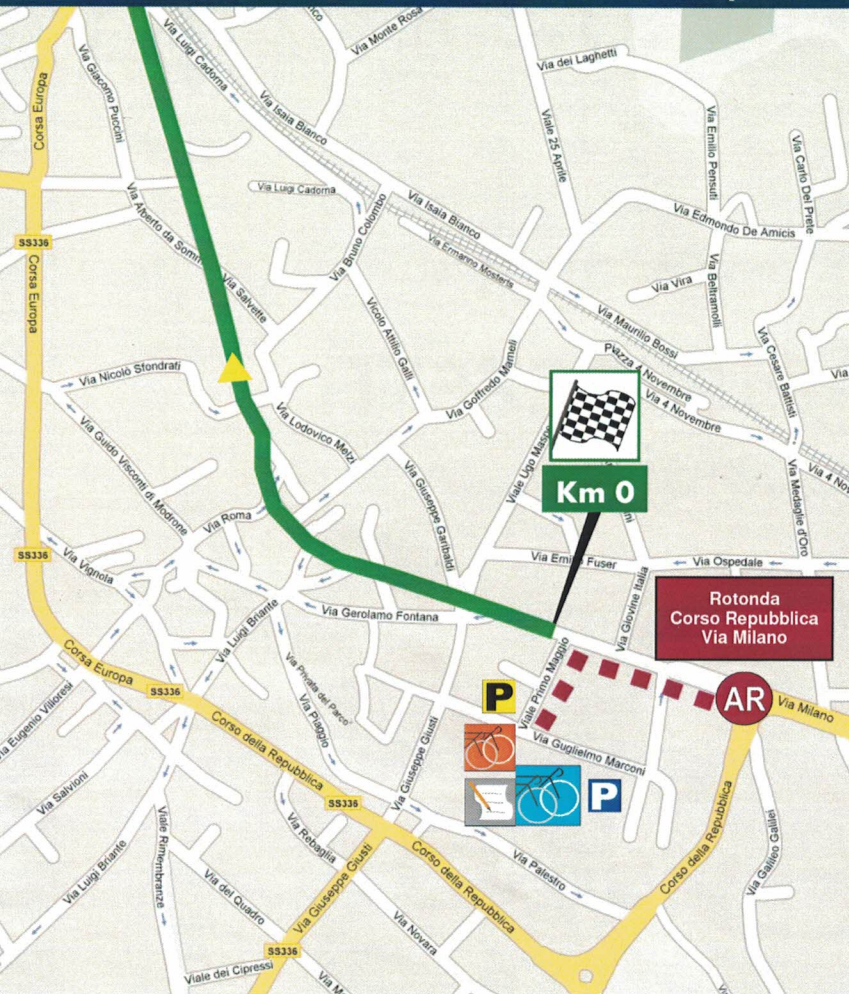 Via Monte Rosa
Via Luigi Cadorna
Via Giacomo Puccini
Corsa Europa
Via Isaia Bianco
Via dei Laghetti
Viale 25 Aprile
Via Emilio Pensuti
Via Carlo Del Prete
Via Luigi Cadorna
Via Isaia Bianco
Via Edmondo De Amicis
Via Bruno Colombo
Via Alberto da
SS336
Corsa Europa
Via Ermanno Mosterts
Via Salvette
Via Vira
Via Beltramolli
Vicolo Attilio Galli
Via Maurilio Bossi
Via Nicolò Sfondrati
Via Goffredo Mameli
Piazza 4 Novembre
Via 4 Novembre
Via Cesare Battisti
Via
Via Lodovico Melzi
Viale Ugo
Via Guido Visconti di Modrone
Km 0
Via Giuseppe Garibaldi
Via Medaglie d'Oro
Via 4
Via Roma
SS336
Via Vignola
Fuser
Via Ospedale
Via Giovine Italia
Rotonda
Corso Repubblica
Via Milano
Via Luigi Briante
Via Gerolamo Fontana
Corsa Europa
SS336
Via Privata del Parco
Viale Primo Maggio
P
AR
Via Milano
Via Eugenio Villoresi
Via Piaggio
Corso della Repubblica
Via Giuseppe Giusti
Via Guglielmo Marconi
P
SS336
Via Salvioni
Viale Rimembranze
Via Rebaglia
Via Palestro
Corso della Repubblica
Via Galileo Galilei
Via Luigi Briante
Via Giuseppe Giusti
Corso della Repubblica
Via del Quadro
Via Novara
SS336
Viale dei Cipressi